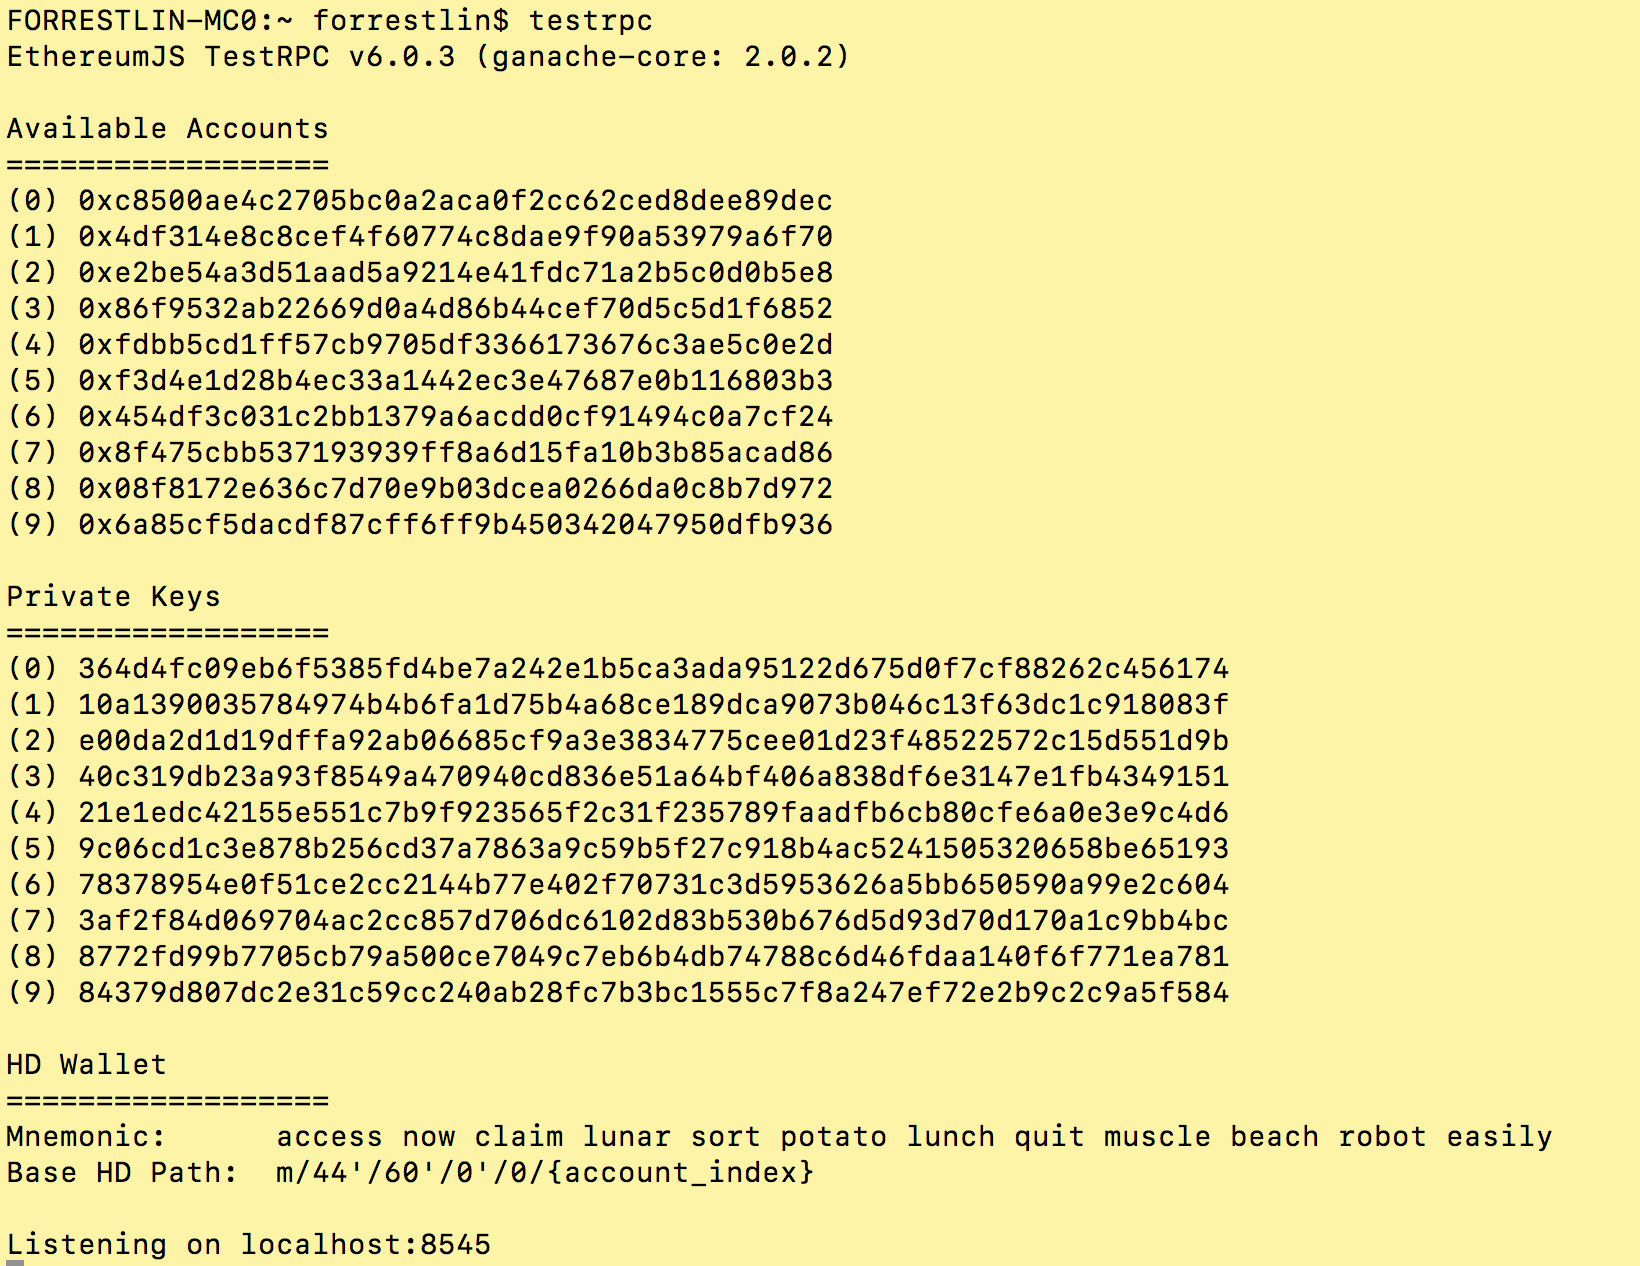 FORRESTLIN-MC0:~ forrestlin$ testrpc
EthereumJS TestRPC v6.0.3 (ganache-core: 2.0.2)
Available Accounts
==================
(0) 0xc8500ae4c2705bc0a2aca0f2cc62ced8dee89dec
(1) 0x4df314e8c8cef4f60774c8dae9f90a53979a6f70
(2) 0xe2be54a3d51aad5a9214e41fdc71a2b5c0d0b5e8
(3) 0x86f9532ab22669d0a4d86b44cef70d5c5d1f6852
(4) 0xfdbb5cd1ff57cb9705df3366173676c3ae5c0e2d
(5) 0xf3d4e1d28b4ec33a1442ec3e47687e0b116803b3
(6) 0x454df3c031c2bb1379a6acdd0cf91494c0a7cf24
(7) 0x8f475cbb537193939ff8a6d15fa10b3b85acad86
(8) 0x08f8172e636c7d70e9b03dcea0266da0c8b7d972
(9) 0x6a85cf5dacdf87cff6ff9b450342047950dfb936
Private Keys
==================
(0) 364d4fc09eb6f5385fd4be7a242e1b5ca3ada95122d675d0f7cf88262c456174
(1) 10a1390035784974b4b6fa1d75b4a68ce189dca9073b046c13f63dc1c918083f
(2) e00da2d1d19dffa92ab06685cf9a3e3834775cee01d23f48522572c15d551d9b
(3) 40c319db23a93f8549a470940cd836e51a64bf406a838df6e3147e1fb4349151
(4) 21e1edc42155e551c7b9f923565f2c31f235789faadfb6cb80cfe6a0e3e9c4d6
(5) 9c06cd1c3e878b256cd37a7863a9c59b5f27c918b4ac5241505320658be65193
(6) 78378954e0f51ce2cc2144b77e402f70731c3d5953626a5bb650590a99e2c604
(7) 3af2f84d069704ac2cc857d706dc6102d83b530b676d5d93d70d170a1c9bb4bc
(8) 8772fd99b7705cb79a500ce7049c7eb6b4db74788c6d46fdaa140f6f771ea781
(9) 84379d807dc2e31c59cc240ab28fc7b3bc1555c7f8a247ef72e2b9c2c9a5f584
HD Wallet
==================
Mnemonic:      access now claim lunar sort potato lunch quit muscle beach robot easily
Base HD Path:  m/44'/60'/0'/0/{account_index}
Listening on localhost:8545